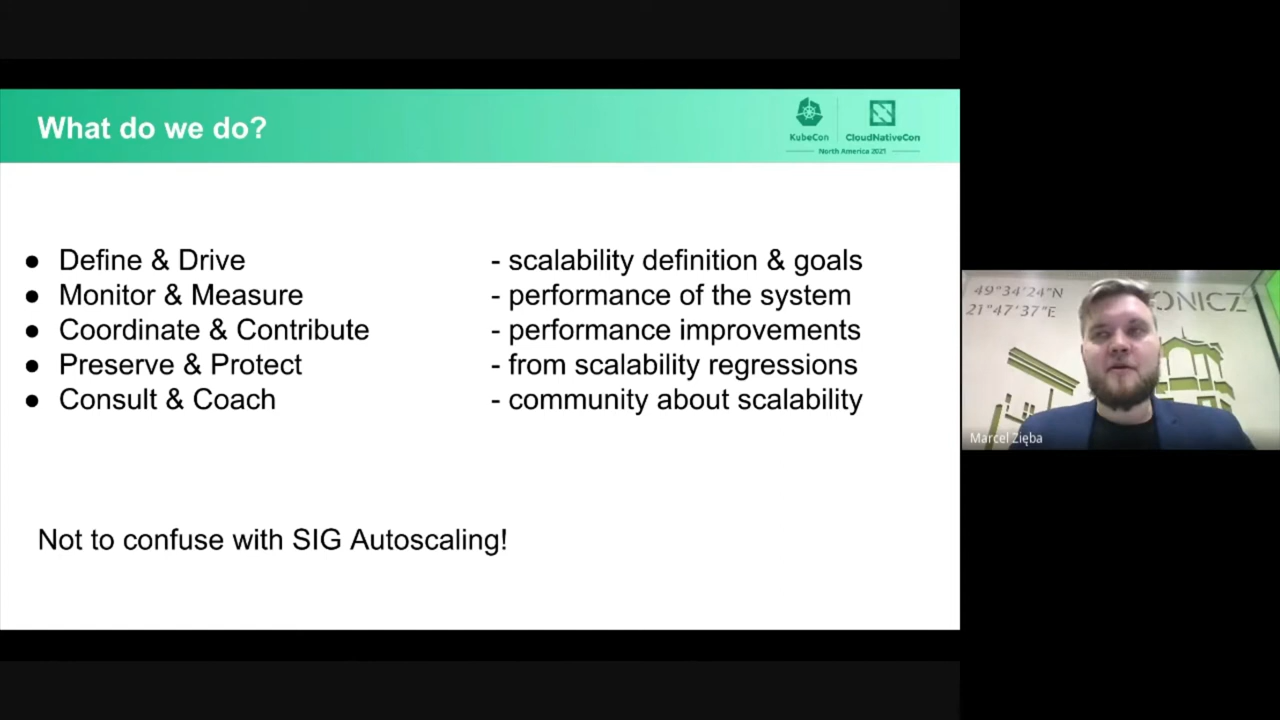 What do we do?
KubeCon
CloudNativeCon
North America 2021
● Define & Drive - scalability definition & goals
● Monitor & Measure - performance of the system
● Coordinate & Contribute - performance improvements
● Preserve & Protect - from scalability regressions
● Consult & Coach - community about scalability
Not to confuse with SIG Autoscaling!
49°34'24"N
21°47'37"E
ONICZ
Marcel Zięba